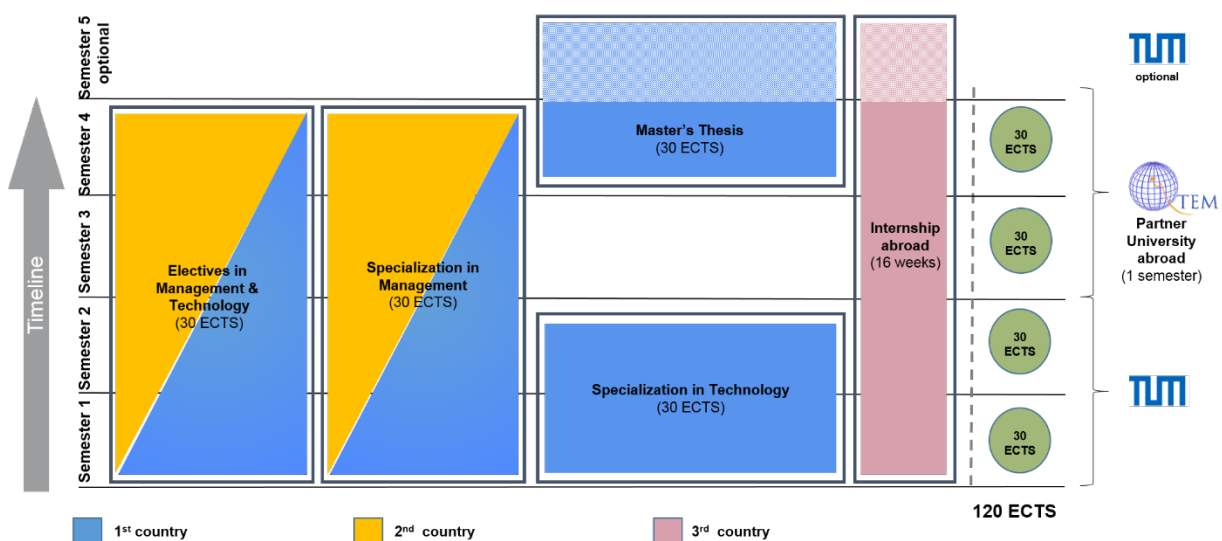 Timeline
Semester 5
optional
Semester 4
Semester 3
Semester 2
Semester 1
Electives in
Management &
Technology
(30 ECTS)
Specialization in
Management
(30 ECTS)
Master's Thesis
(30 ECTS)
Specialization in Technology
(30 ECTS)
Internship
abroad
(16 weeks)
30
ECTS
30
ECTS
30
ECTS
30
ECTS
120 ECTS
TUM
optional
QTEM
Partner
University
abroad
(1 semester)
TUM
1st country
2nd country
3rd country